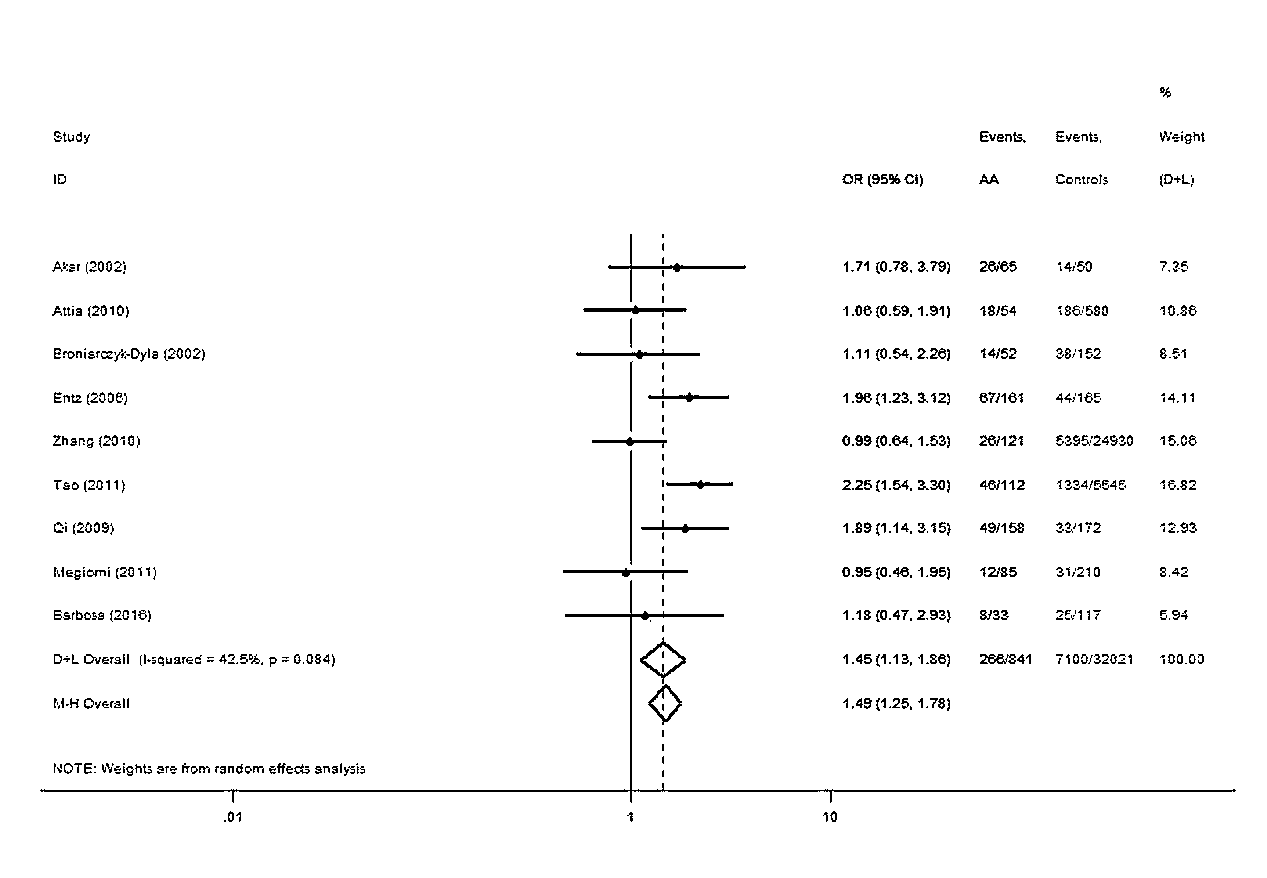 %
Study Events, Events, Weight
ID OR (95% CI) AA Controls (D+L)
Akar (2002) 1.71 (0.78, 3.79) 26/65 14/50 7.35
Attia (2010) 1.06 (0.59, 1.91) 18/54 186/580 10.86
Broniarczyk-Dyla (2002) 1.11 (0.54, 2.26) 14/52 38/152 8.51
Entz (2006) 1.96 (1.23, 3.12) 67/161 44/165 14.11
Zhang (2010) 0.99 (0.64, 1.53) 26/121 5395/24930 15.06
Tao (2011) 2.25 (1.54, 3.30) 46/112 1334/5645 16.82
Qi (2009) 1.89 (1.14, 3.15) 49/158 33/172 12.93
Megiorni (2011) 0.95 (0.46, 1.95) 12/85 31/210 8.42
Barbosa (2016) 1.18 (0.47, 2.93) 8/33 25/117 5.94
D+L Overall (I-squared = 42.5%, p = 0.084) 1.45 (1.13, 1.86) 266/841 7100/32021 100.00
M-H Overall 1.49 (1.25, 1.78)
NOTE: Weights are from random effects analysis
.01 1 10